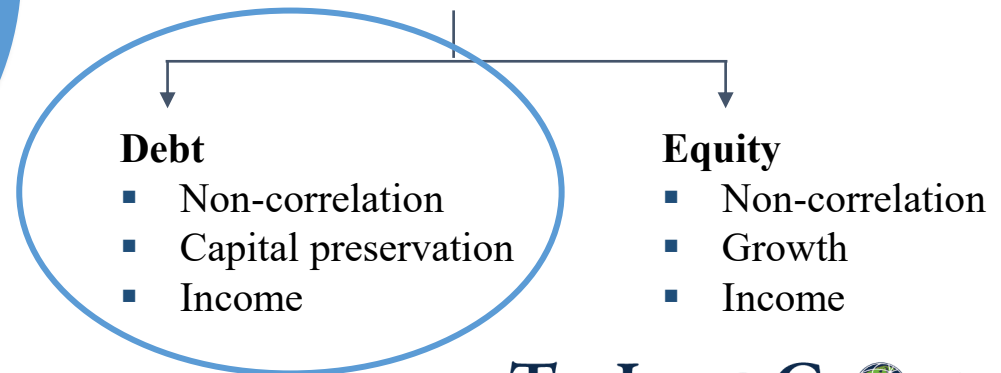 Debt
▪ Non-correlation
▪ Capital preservation
▪ Income
Equity
▪ Non-correlation
▪ Growth
▪ Income